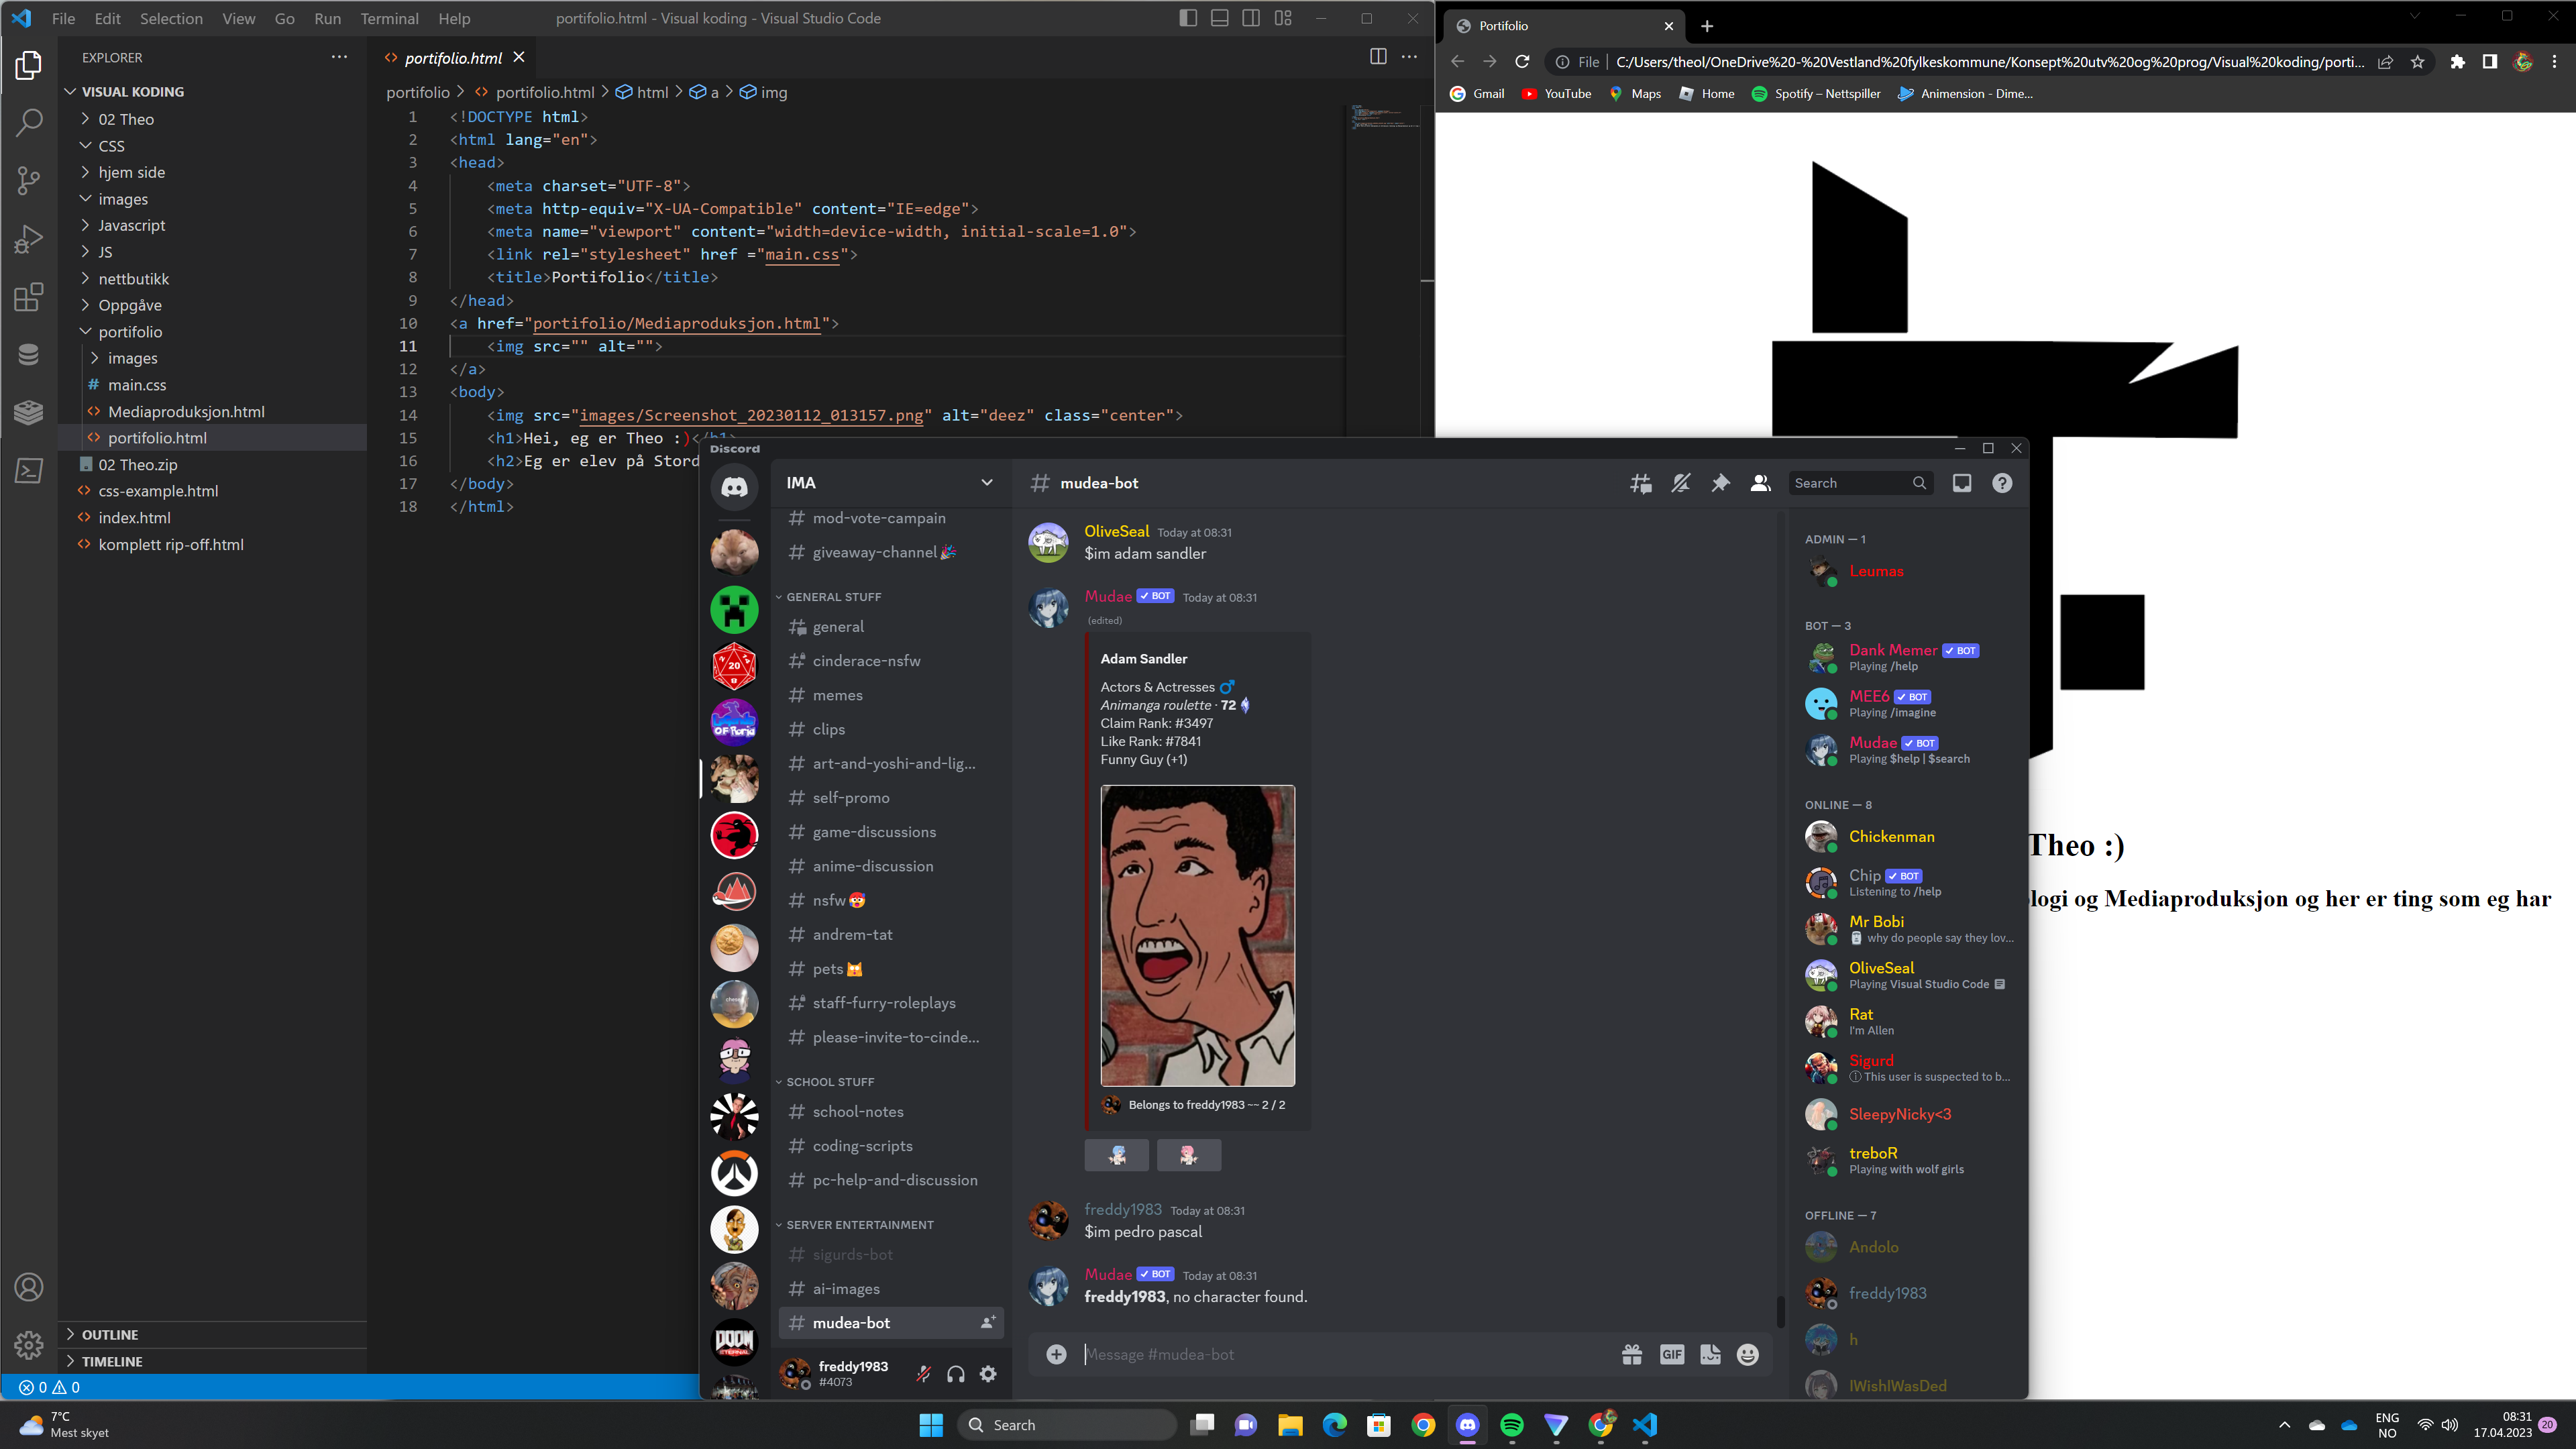 File Edit Selection View Go Run Terminal Help
portifolio.html - Visual Studio Code - Visual koding - Visual Studio Code
EXPLORER
VISUAL KODING
02 Theo
CSS
hjem side
images
Javascript
JS
nettbutikk
Oppgåve
portifolio
images
main.css
Mediaproduksjon.html
portifolio.html
02 Theo.zip
css-example.html
index.html
komplett rip-off.html
OUTLINE
TIMELINE
0 0
portifolio.html
portifolio > portifolio.html > html > a > img
1 <!DOCTYPE html>
2 <html lang="en">
3 <head>
4 <meta charset="UTF-8">
5 <meta http-equiv="X-UA-Compatible" content="IE=edge">
6 <meta name="viewport" content="width=device-width, initial-scale=1.0">
7 <link rel="stylesheet" href ="main.css">
8 <title>Portifolio</title>
9 </head>
10 <a href="portifolio/Mediaproduksjon.html">
11 <img src="" alt="">
12 </a>
13 <body>
14 <img src="images/Screenshot_20230112_013157.png" alt="deez" class="center">
15 <h1>Hei, eg er Theo :)</h1>
16 <h2>Eg er elev på Stord
17 </body>
18 </html>
Portifolio
File C:/Users/theol/OneDrive%20-%20Vestland%20fylkeskommune/Konsept%20utv%20og%20prog/Visual%20koding/porti...
Gmail YouTube Maps Home Spotify – Nettspiller Animension - Dime...
Theo :)
logi og Mediaproduksjon og her er ting som eg har
Discord
IMA
mod-vote-campain
giveaway-channel
GENERAL STUFF
general
cinderace-nsfw
memes
clips
art-and-yoshi-and-lig...
self-promo
game-discussions
anime-discussion
nsfw
andrem-tat
pets
staff-furry-roleplays
please-invite-to-cinde...
SCHOOL STUFF
school-notes
coding-scripts
pc-help-and-discussion
SERVER ENTERTAINMENT
sigurds-bot
ai-images
mudea-bot
freddy1983
#4073
20
DOOM
ETERNAL
# mudea-bot
Search
OliveSeal Today at 08:31
$im adam sandler
Mudae BOT Today at 08:31
(edited)
Adam Sandler
Actors & Actresses
Animanga roulette · 72
Claim Rank: #3497
Like Rank: #7841
Funny Guy (+1)
Belongs to freddy1983 ~~ 2 / 2
freddy1983 Today at 08:31
$im pedro pascal
Mudae BOT Today at 08:31
freddy1983, no character found.
Message #mudea-bot
GIF
ADMIN — 1
Leumas
BOT — 3
Dank Memer BOT
Playing /help
MEE6 BOT
Playing /imagine
Mudae BOT
Playing $help | $search
ONLINE — 8
Chickenman
Chip BOT
Listening to /help
Mr Bobi
why do people say they lov...
OliveSeal
Playing Visual Studio Code
Rat
I'm Allen
Sigurd
This user is suspected to b...
SleepyNicky<3
treboR
Playing with wolf girls
OFFLINE — 7
Andolo
freddy1983
h
IWishIWasDed
7°C
Mest skyet
Search
ENG
NO
08:31
17.04.2023
20